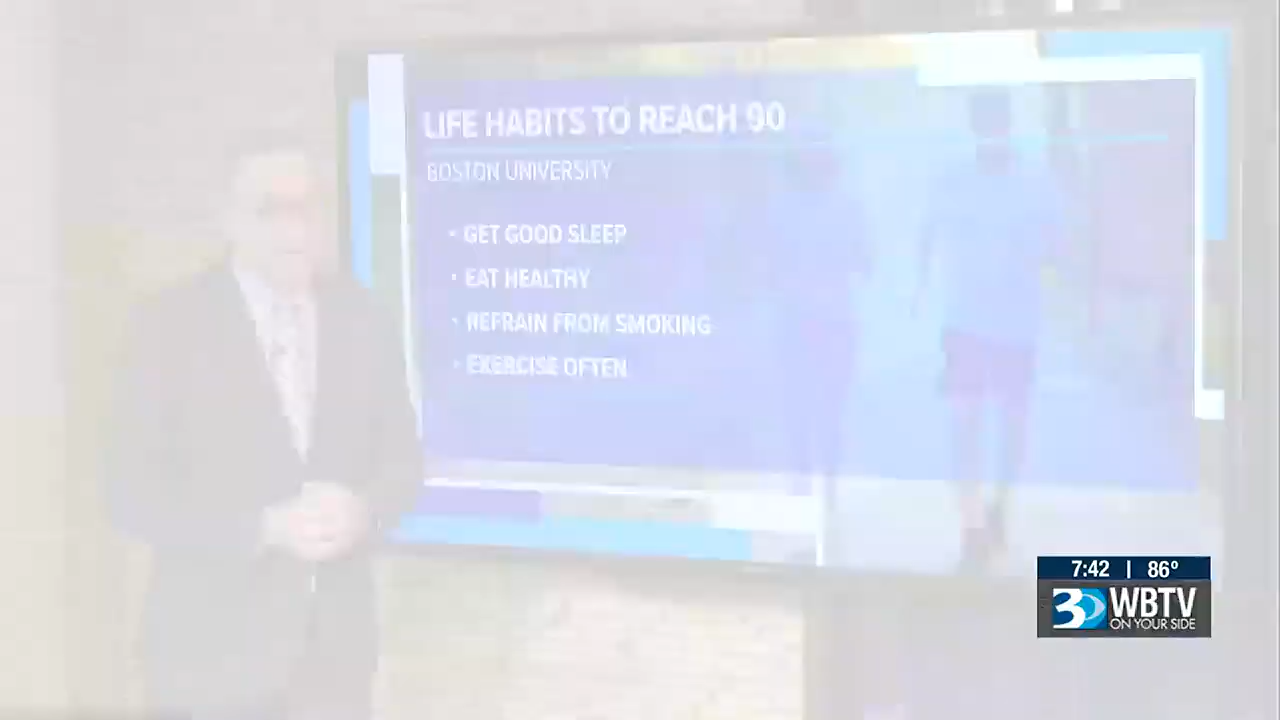 LIFE HABITS TO REACH 90
BOSTON UNIVERSITY
• GET GOOD SLEEP
• EAT HEALTHY
• REFRAIN FROM SMOKING
• EXERCISE OFTEN
7:42 | 86º
3 WBTV
ON YOUR SIDE